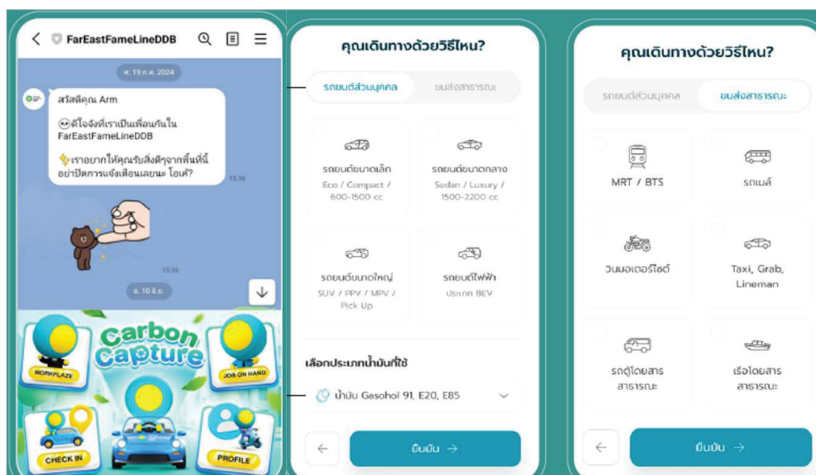 FarEastFameLineDDB
ศ. 19 ก.ค. 2024
สวัสดีคุณ Arm
ดีใจจังที่เราเป็นเพื่อนกันใน
FarEastFameLineDDB
เราอยากให้คุณรับสิ่งดีๆจากพื้นที่นี้
อย่าปิดการแจ้งเตือนเลยนะ โอเค๊?
15:36
15:36
อ. 10 มิ.ย.
Carbon
Capture
WORKPLAZE
JOB ON HAND
CHECK IN
PROFILE
คุณเดินทางด้วยวิธีไหน?
รถยนต์ส่วนบุคคล
ขนส่งสาธารณะ
รถยนต์ขนาดเล็ก
Eco / Compact /
600-1500 cc
รถยนต์ขนาดกลาง
Sedan / Luxury /
1500-2200 cc
รถยนต์ขนาดใหญ่
SUV / PPV / MPV /
Pick Up
รถยนต์ไฟฟ้า
ประเภท BEV
เลือกประเภทน้ำมันที่ใช้
น้ำมัน Gasohol 91, E20, E85
ยืนยัน →
คุณเดินทางด้วยวิธีไหน?
รถยนต์ส่วนบุคคล
ขนส่งสาธารณะ
MRT / BTS
รถเมล์
วินมอเตอร์ไซต์
Taxi, Grab,
Lineman
รถตู้โดยสาร
สาธารณะ
เรือโดยสาร
สาธารณะ
ยืนยัน →